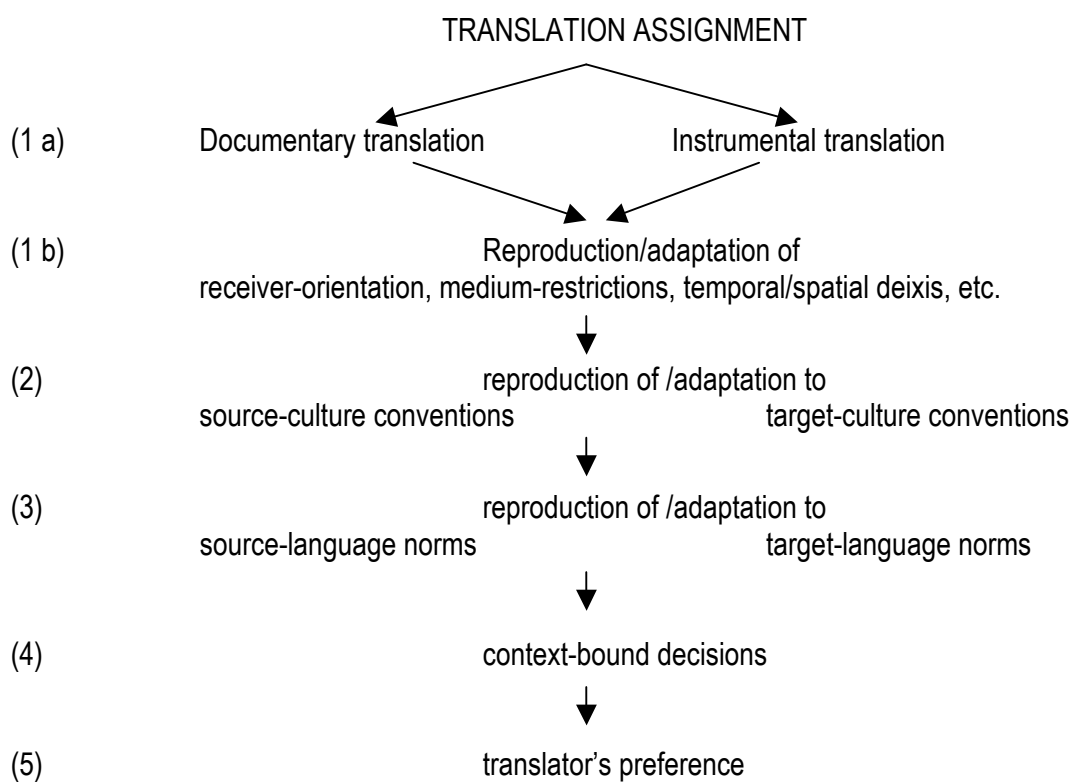 TRANSLATION ASSIGNMENT
(1 a) Documentary translation Instrumental translation
(1 b) Reproduction/adaptation of
receiver-orientation, medium-restrictions, temporal/spatial deixis, etc.
(2) reproduction of /adaptation to
source-culture conventions target-culture conventions
(3) reproduction of /adaptation to
source-language norms target-language norms
(4) context-bound decisions
(5) translator's preference